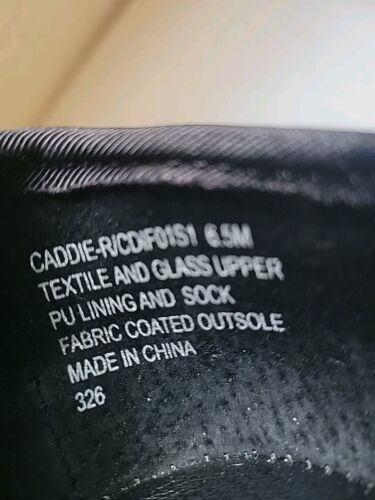 CADDIE-R/CDIF01S1 6.5M
TEXTILE AND GLASS UPPER
PU LINING AND SOCK
FABRIC COATED OUTSOLE
MADE IN CHINA
326